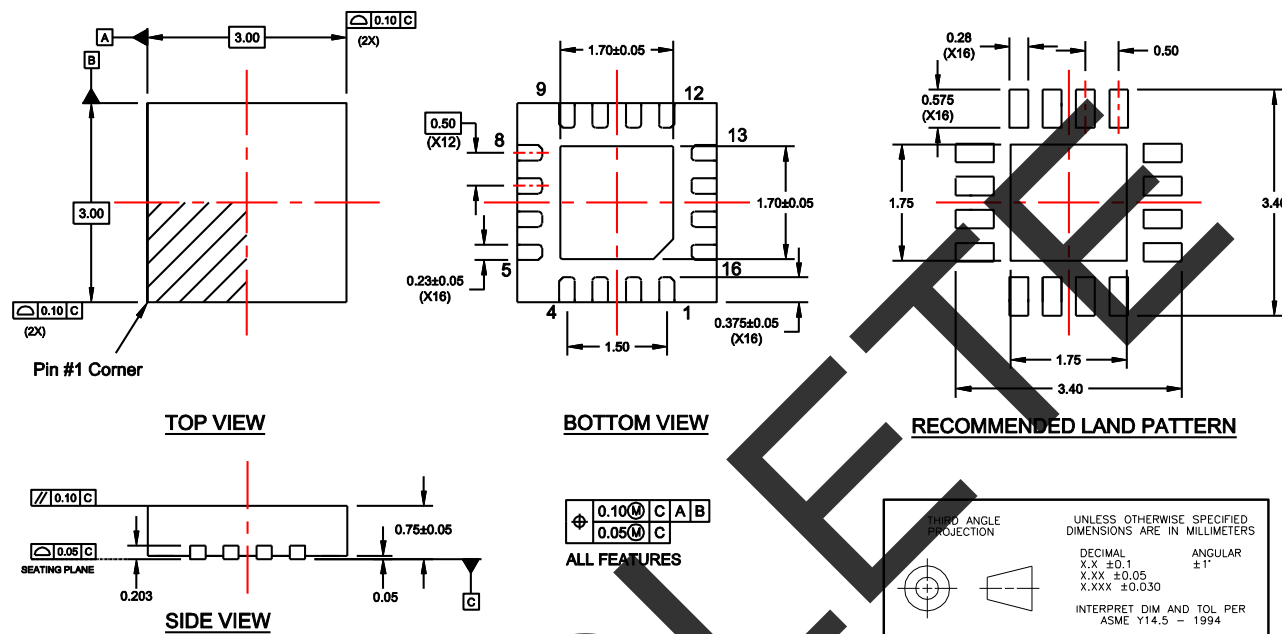 A
3.00
⌓ 0.10 C
(2X)
B
3.00
⌓ 0.10 C
(2X)
Pin #1 Corner
TOP VIEW
1.70±0.05
9
12
0.50
(X12)
8
13
1.70±0.05
5
16
0.23±0.05
(X16)
4
1
0.375±0.05
(X16)
1.50
BOTTOM VIEW
0.28
(X16)
0.50
0.575
(X16)
1.75
3.40
1.75
3.40
RECOMMENDED LAND PATTERN
// 0.10 C
⌓ 0.05 C
SEATING PLANE
0.203
0.75±0.05
0.05
C
SIDE VIEW
⌖ 0.10Ⓜ C A B
0.05Ⓜ C
ALL FEATURES
THIRD ANGLE
PROJECTION
UNLESS OTHERWISE SPECIFIED
DIMENSIONS ARE IN MILLIMETERS
DECIMAL ANGULAR
X.X ±0.1 ±1°
X.XX ±0.05
X.XXX ±0.030
INTERPRET DIM AND TOL PER
ASME Y14.5 – 1994
LETE